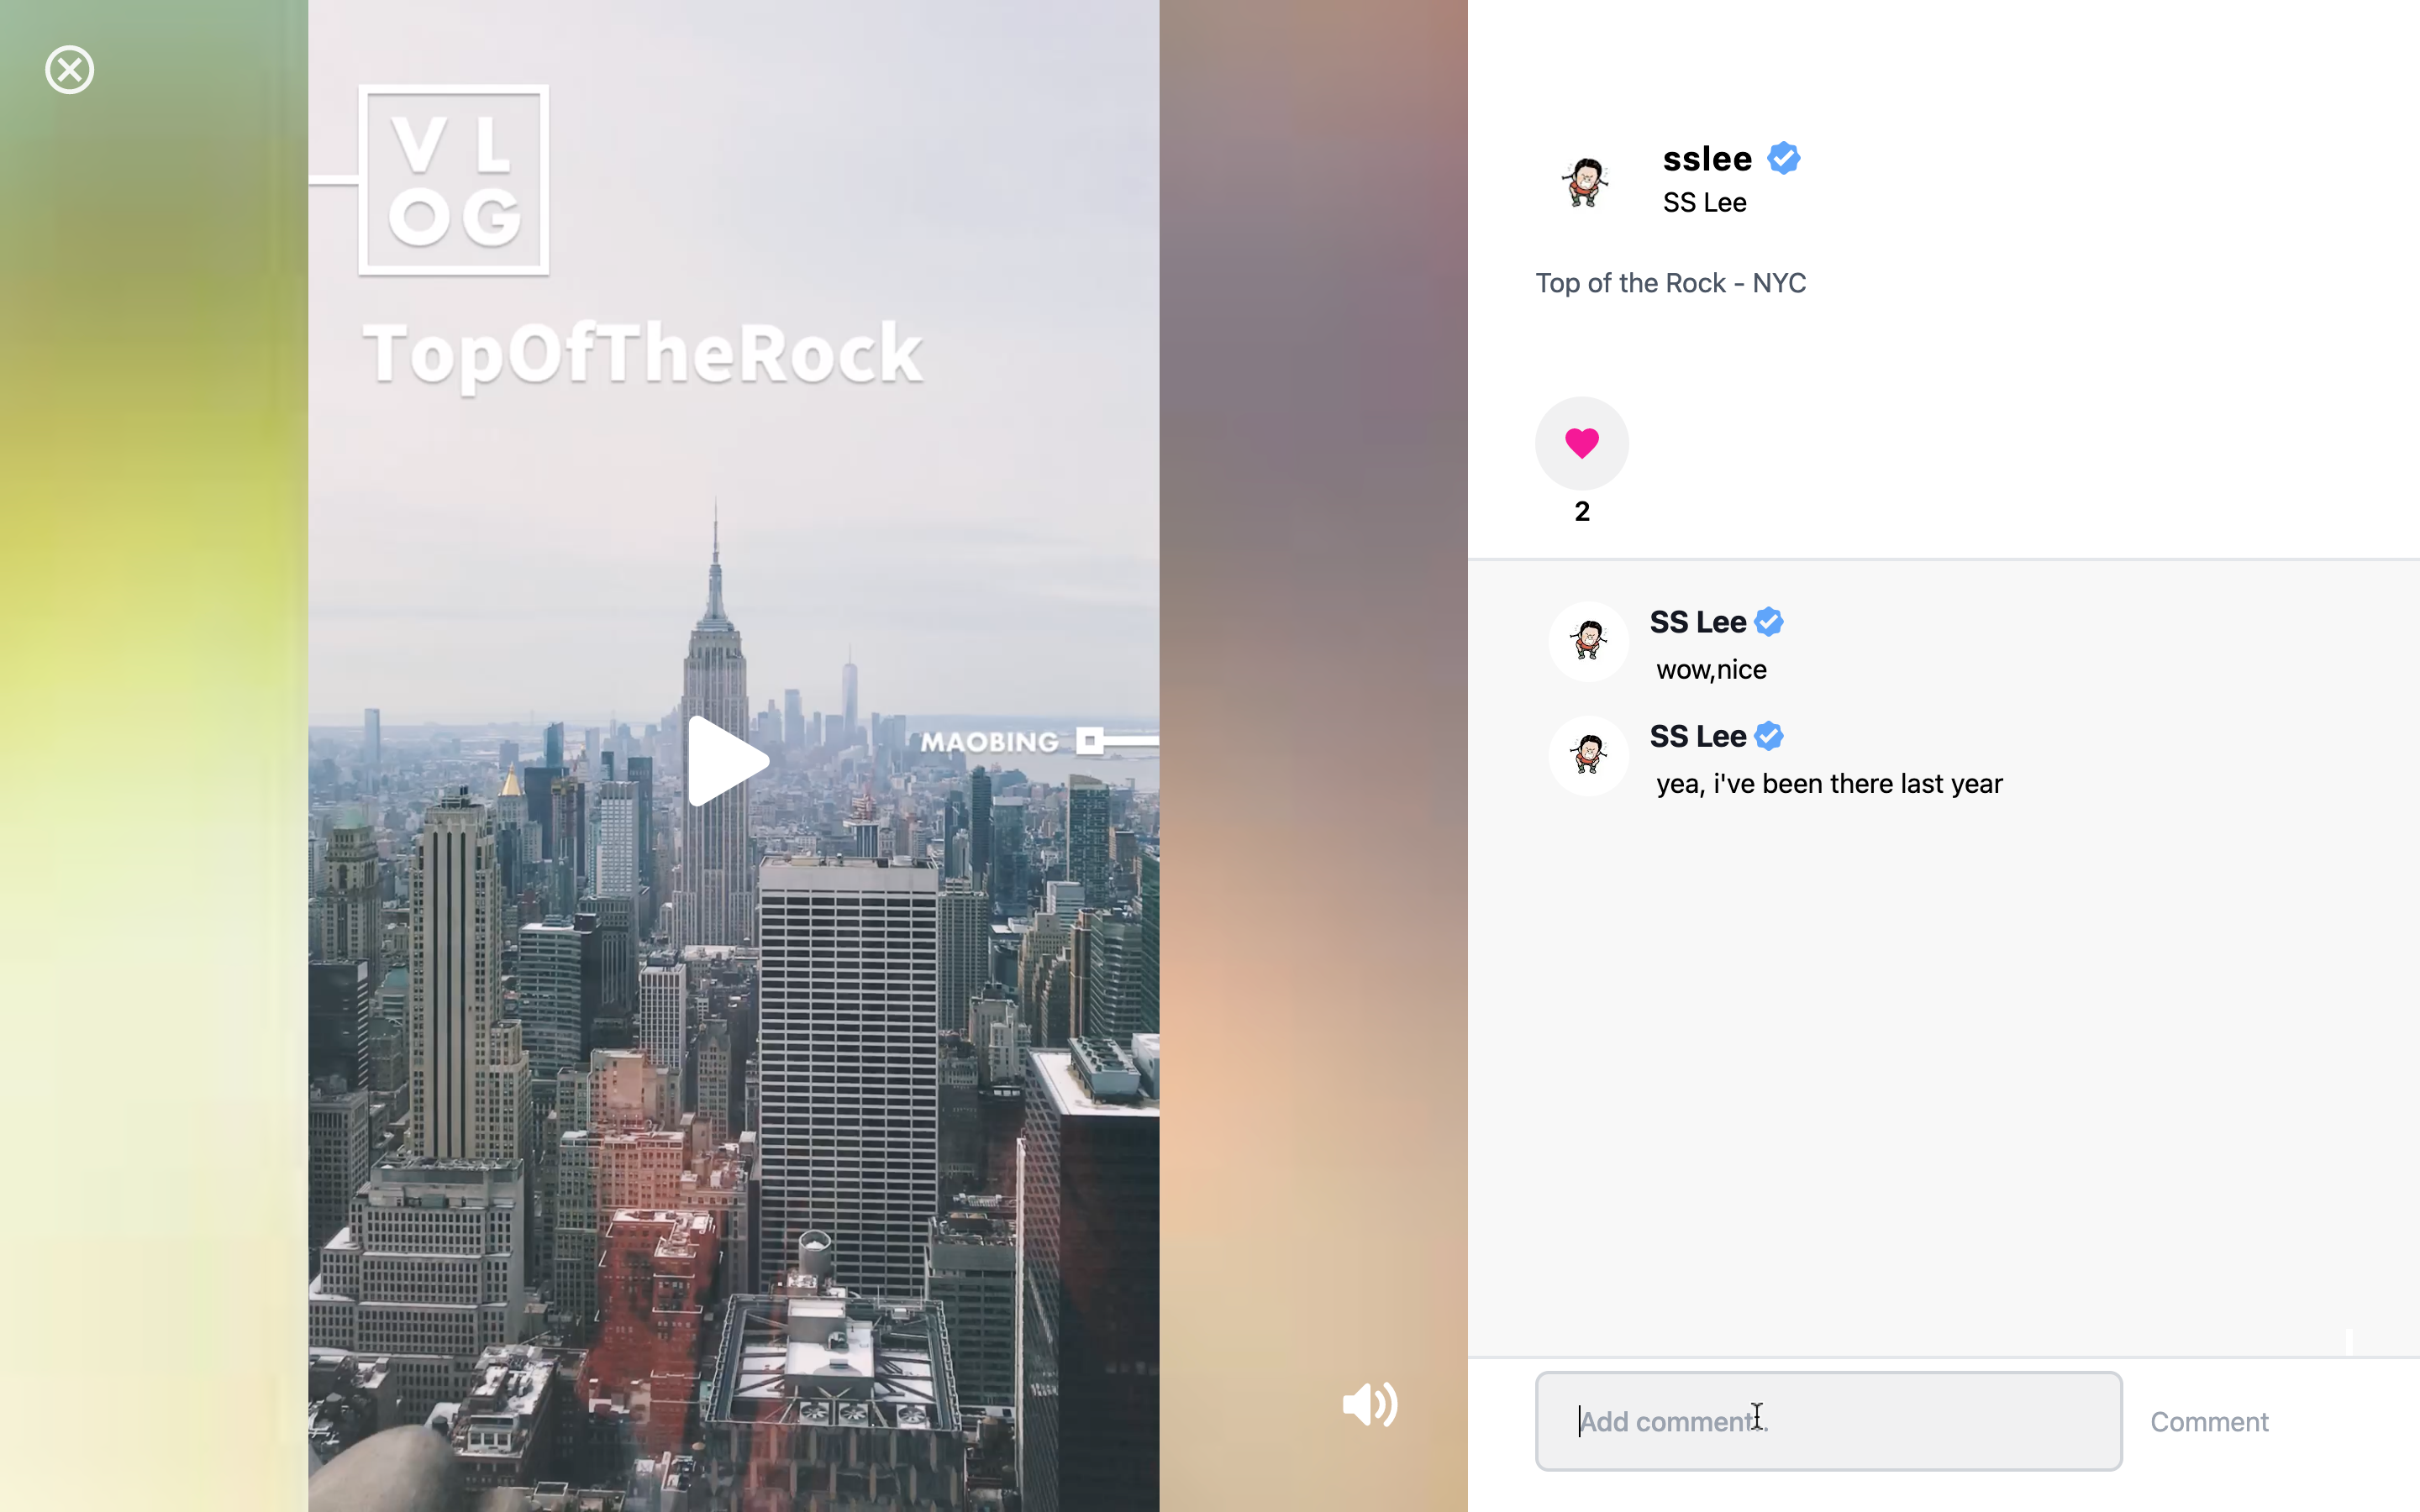 V L
O G
TopOfTheRock
MAOBING
sslee
SS Lee
Top of the Rock - NYC
2
SS Lee
wow,nice
SS Lee
yea, i've been there last year
Add comment..
Comment